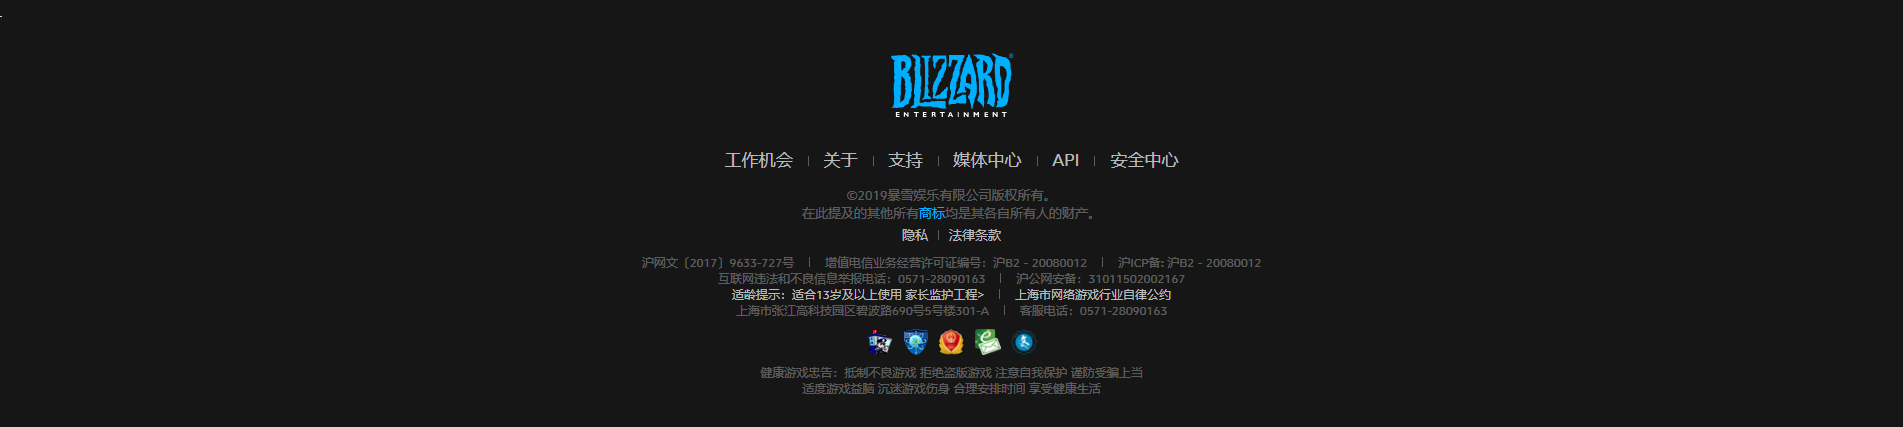 BLIZZARD
ENTERTAINMENT
工作机会 | 关于 | 支持 | 媒体中心 | API | 安全中心
©2019暴雪娱乐有限公司版权所有。
在此提及的其他所有商标均是其各自所有人的财产。
隐私 | 法律条款
沪网文〔2017〕9633-727号 | 增值电信业务经营许可证编号：沪B2 - 20080012 | 沪ICP备: 沪B2 - 20080012
互联网违法和不良信息举报电话：0571-28090163 | 沪公网安备：31011502002167
适龄提示：适合13岁及以上使用 家长监护工程> | 上海市网络游戏行业自律公约
上海市张江高科技园区碧波路690号5号楼301-A | 客服电话：0571-28090163
健康游戏忠告：抵制不良游戏 拒绝盗版游戏 注意自我保护 谨防受骗上当
适度游戏益脑 沉迷游戏伤身 合理安排时间 享受健康生活